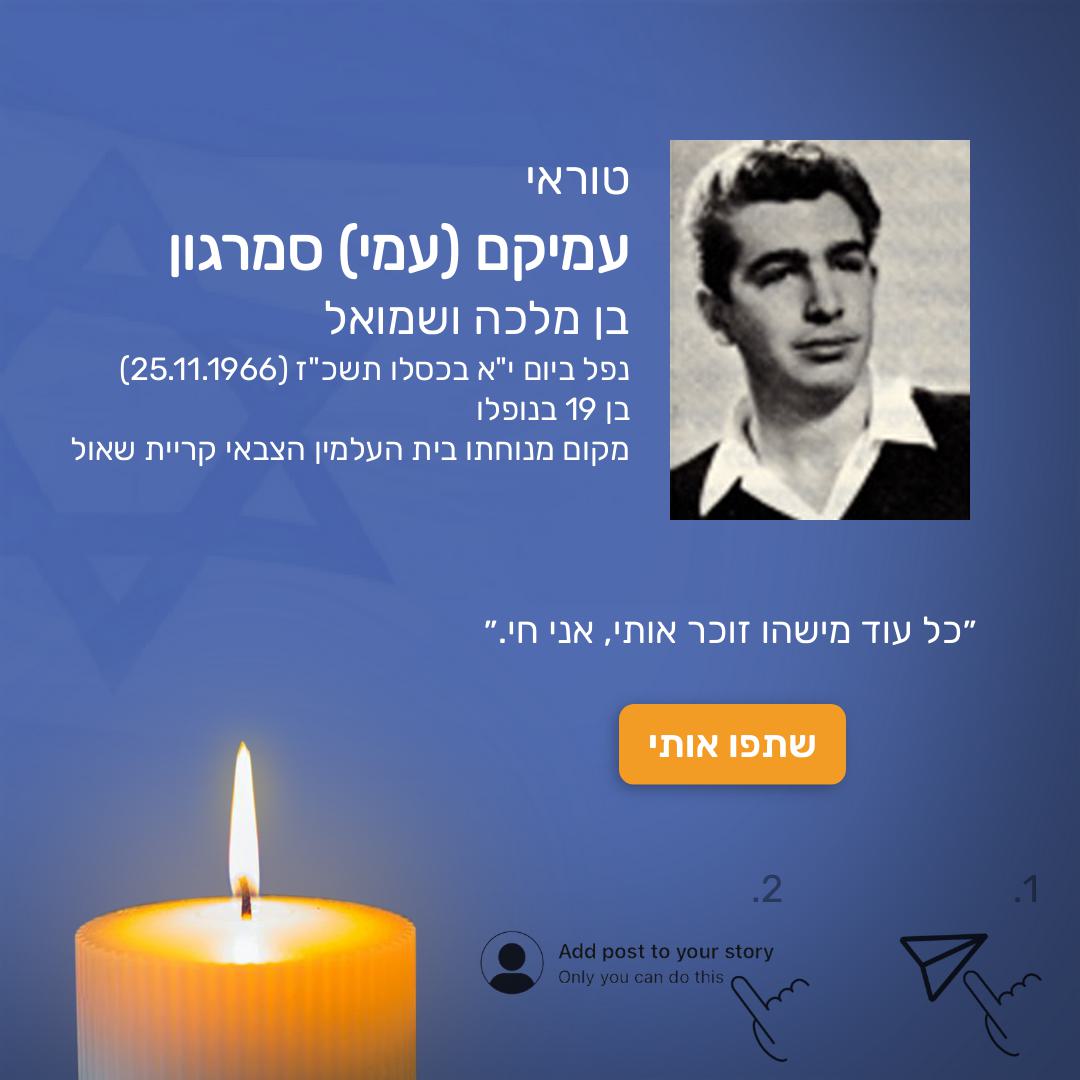 טוראי
עמיקם (עמי) סמרגון
בן מלכה ושמואל
נפל ביום י"א בכסלו תשכ"ז (25.11.1966)
בן 19 בנופלו
מקום מנוחתו בית העלמין הצבאי קריית שאול
״כל עוד מישהו זוכר אותי, אני חי.״
שתפו אותי
1.
2.
Add post to your story
Only you can do this